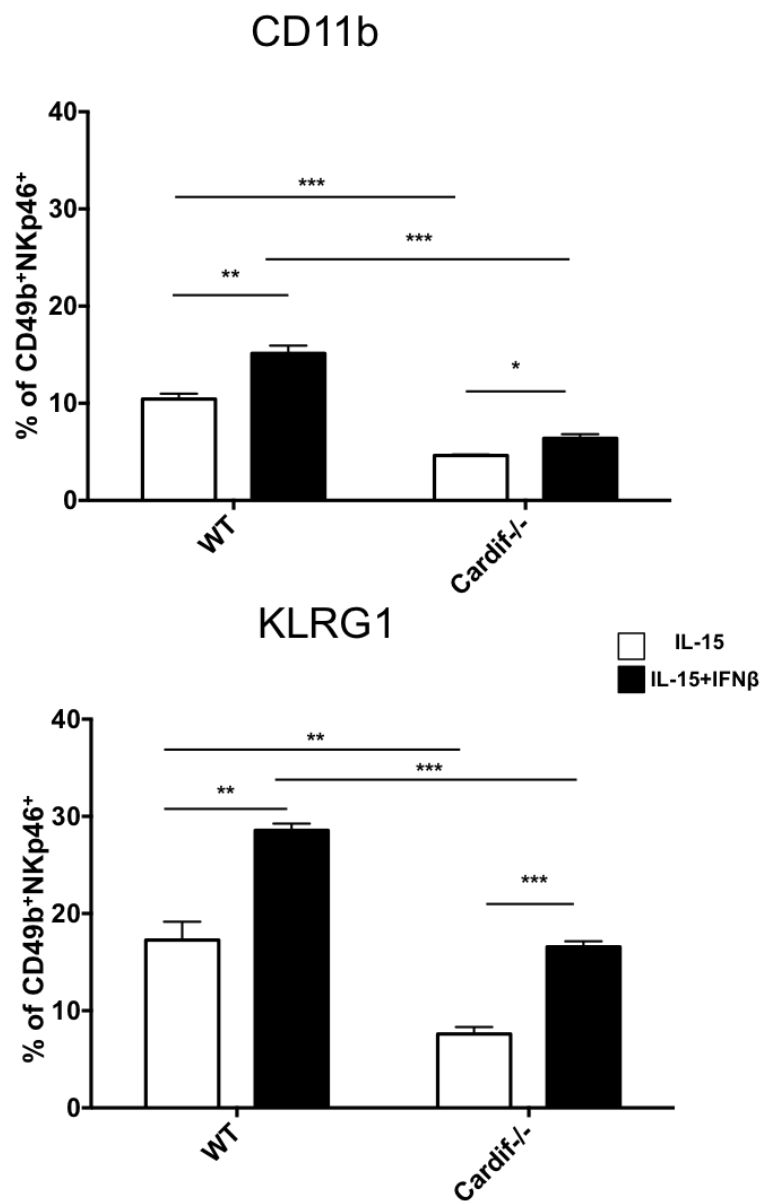 CD11b
% of CD49b⁺NKp46⁺
40
30
20
10
0
***
***
**
*
WT
Cardif-/-
KLRG1
IL-15
IL-15+IFNβ
% of CD49b⁺NKp46⁺
40
30
20
10
0
**
***
**
***
WT
Cardif-/-